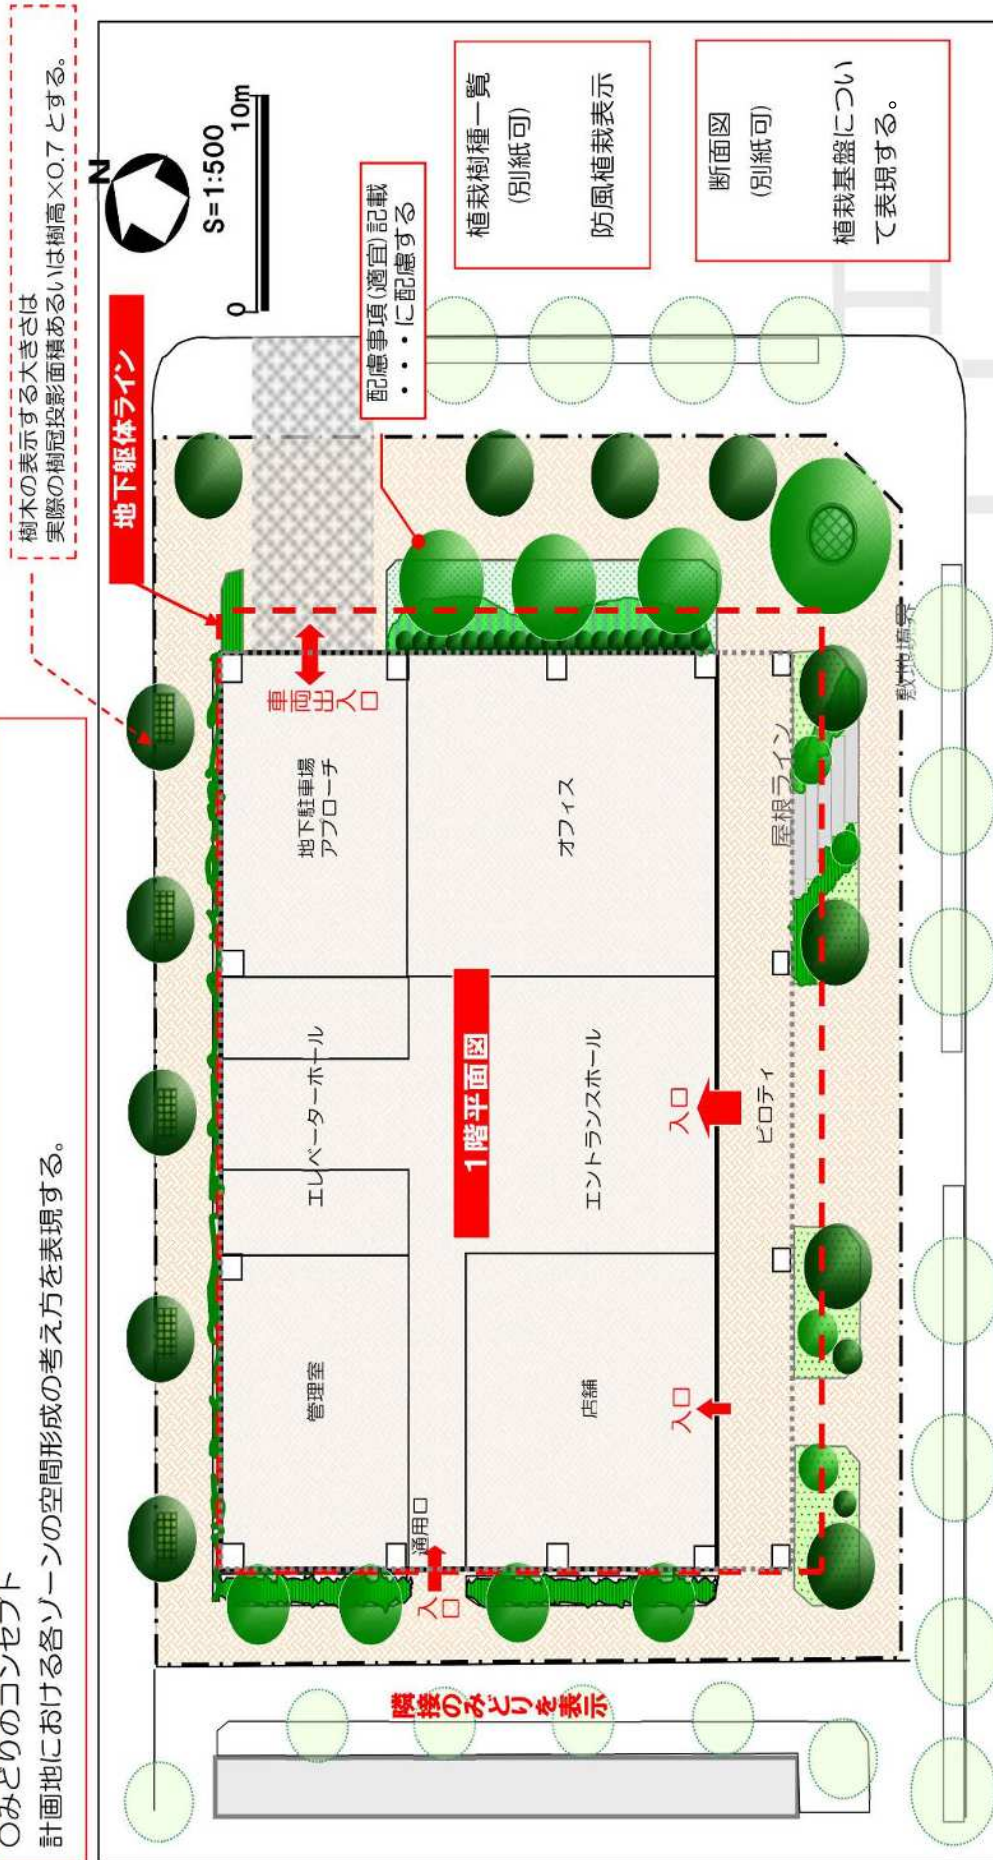 ○みどりのコンセプト
計画地における各ゾーンの空間形成の考え方を表現する。
樹木の表示する大きさは
実際の樹冠投影面積あるいは樹高×0.7 とする。
地下躯体ライン
N
S=1:500
0 10m
配慮事項(適宜)記載
・・・に配慮する
植栽樹種一覧
(別紙可)
防風植栽表示
断面図
(別紙可)
植栽基盤につい
て表現する。
車両出入口
地下駐車場
アプローチ
オフィス
エレベーターホール
1階平面図
エントランスホール
管理室
店舗
入口
入口
通用口
入口
ピロティ
屋根ライン
敷地境界
隣接のみどりを表示